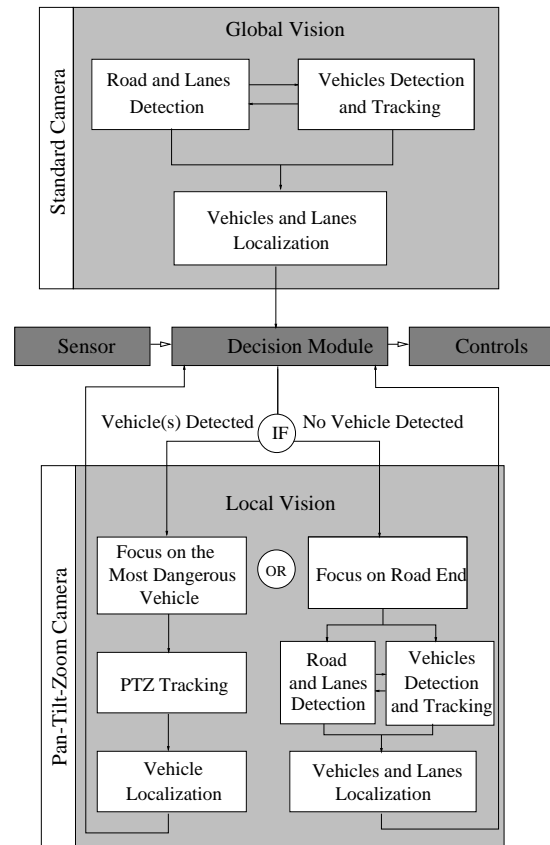 Standard Camera
Global Vision
Road and Lanes
Detection
Vehicles Detection
and Tracking
Vehicles and Lanes
Localization
Sensor
Decision Module
Controls
Vehicle(s) Detected
IF
No Vehicle Detected
Pan-Tilt-Zoom Camera
Local Vision
Focus on the
Most Dangerous
Vehicle
OR
Focus on Road End
PTZ Tracking
Road
and Lanes
Detection
Vehicles
Detection
and Tracking
Vehicle
Localization
Vehicles and Lanes
Localization